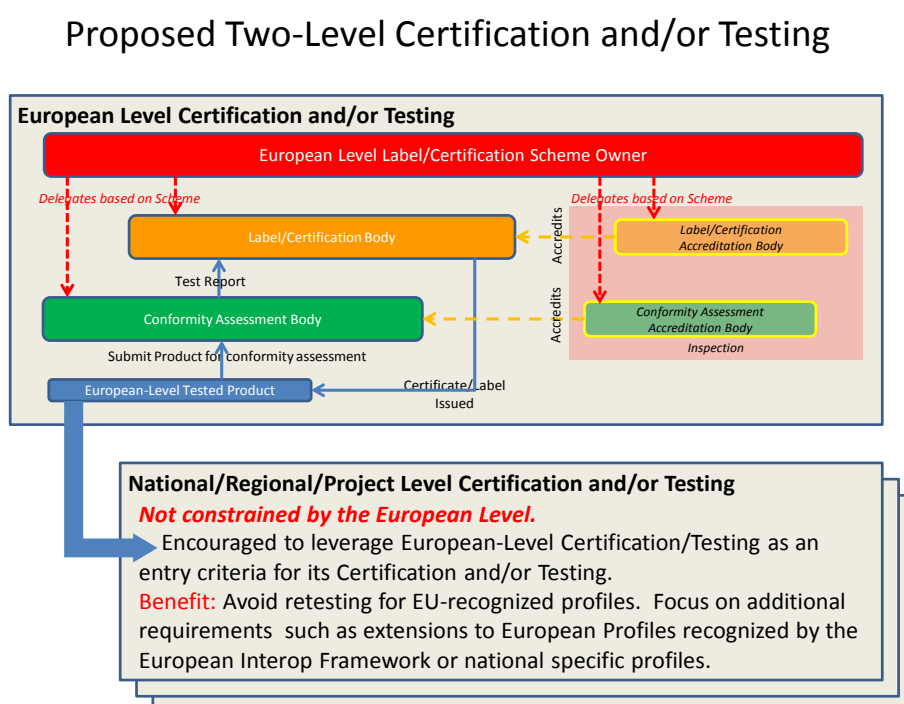 Proposed Two-Level Certification and/or Testing
European Level Certification and/or Testing
European Level Label/Certification Scheme Owner
Delegates based on Scheme
Delegates based on Scheme
Label/Certification Body
Accredits
Label/Certification
Accreditation Body
Test Report
Conformity Assessment Body
Accredits
Conformity Assessment
Accreditation Body
Inspection
Submit Product for conformity assessment
European-Level Tested Product
Certificate/Label
Issued
National/Regional/Project Level Certification and/or Testing
Not constrained by the European Level.
Encouraged to leverage European-Level Certification/Testing as an
entry criteria for its Certification and/or Testing.
Benefit: Avoid retesting for EU-recognized profiles. Focus on additional
requirements such as extensions to European Profiles recognized by the
European Interop Framework or national specific profiles.